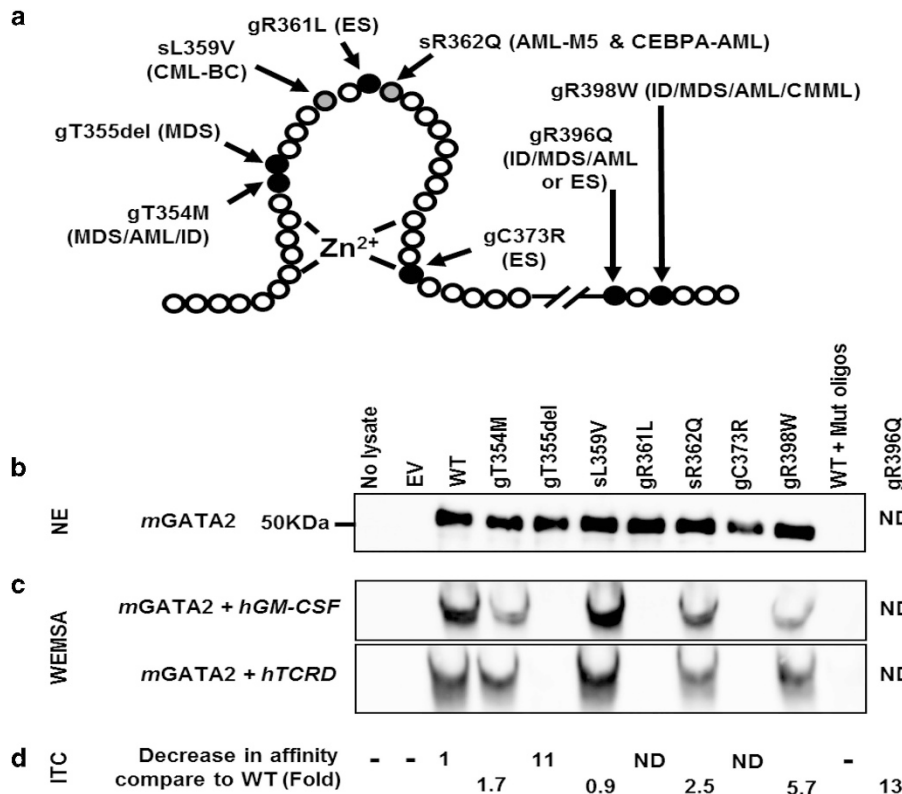 a
gR361L (ES)
sL359V
(CML-BC)
sR362Q (AML-M5 & CEBPA-AML)
gR398W (ID/MDS/AML/CMML)
gT355del (MDS)
gR396Q
(ID/MDS/AML
or ES)
gT354M
(MDS/AML/ID)
Zn2+
gC373R
(ES)
No lysate
EV
WT
gT354M
gT355del
sL359V
gR361L
sR362Q
gC373R
gR398W
WT + Mut oligos
gR396Q
b
NE
mGATA2
50KDa
ND
c
WEMSA
mGATA2 + hGM-CSF
ND
mGATA2 + hTCRD
ND
d
ITC
Decrease in affinity
compare to WT (Fold)
- - 1 1.7 11 0.9 ND 2.5 ND 5.7 - 13